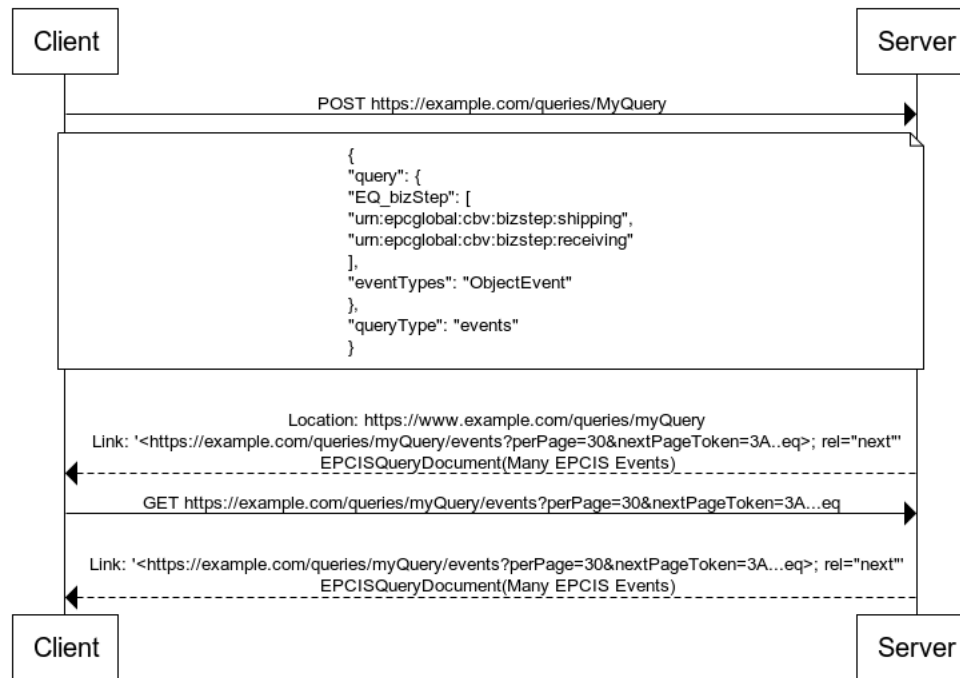 Client
Server
POST https://example.com/queries/MyQuery
{
"query": {
"EQ_bizStep": [
"urn:epcglobal:cbv:bizstep:shipping",
"urn:epcglobal:cbv:bizstep:receiving"
],
"eventTypes": "ObjectEvent"
},
"queryType": "events"
}
Location: https://www.example.com/queries/myQuery
Link: '<https://example.com/queries/myQuery/events?perPage=30&nextPageToken=3A..eq>; rel="next"'
EPCISQueryDocument(Many EPCIS Events)
GET https://example.com/queries/myQuery/events?perPage=30&nextPageToken=3A...eq
Link: '<https://example.com/queries/myQuery/events?perPage=30&nextPageToken=3A...eq>; rel="next"'
EPCISQueryDocument(Many EPCIS Events)
Client
Server